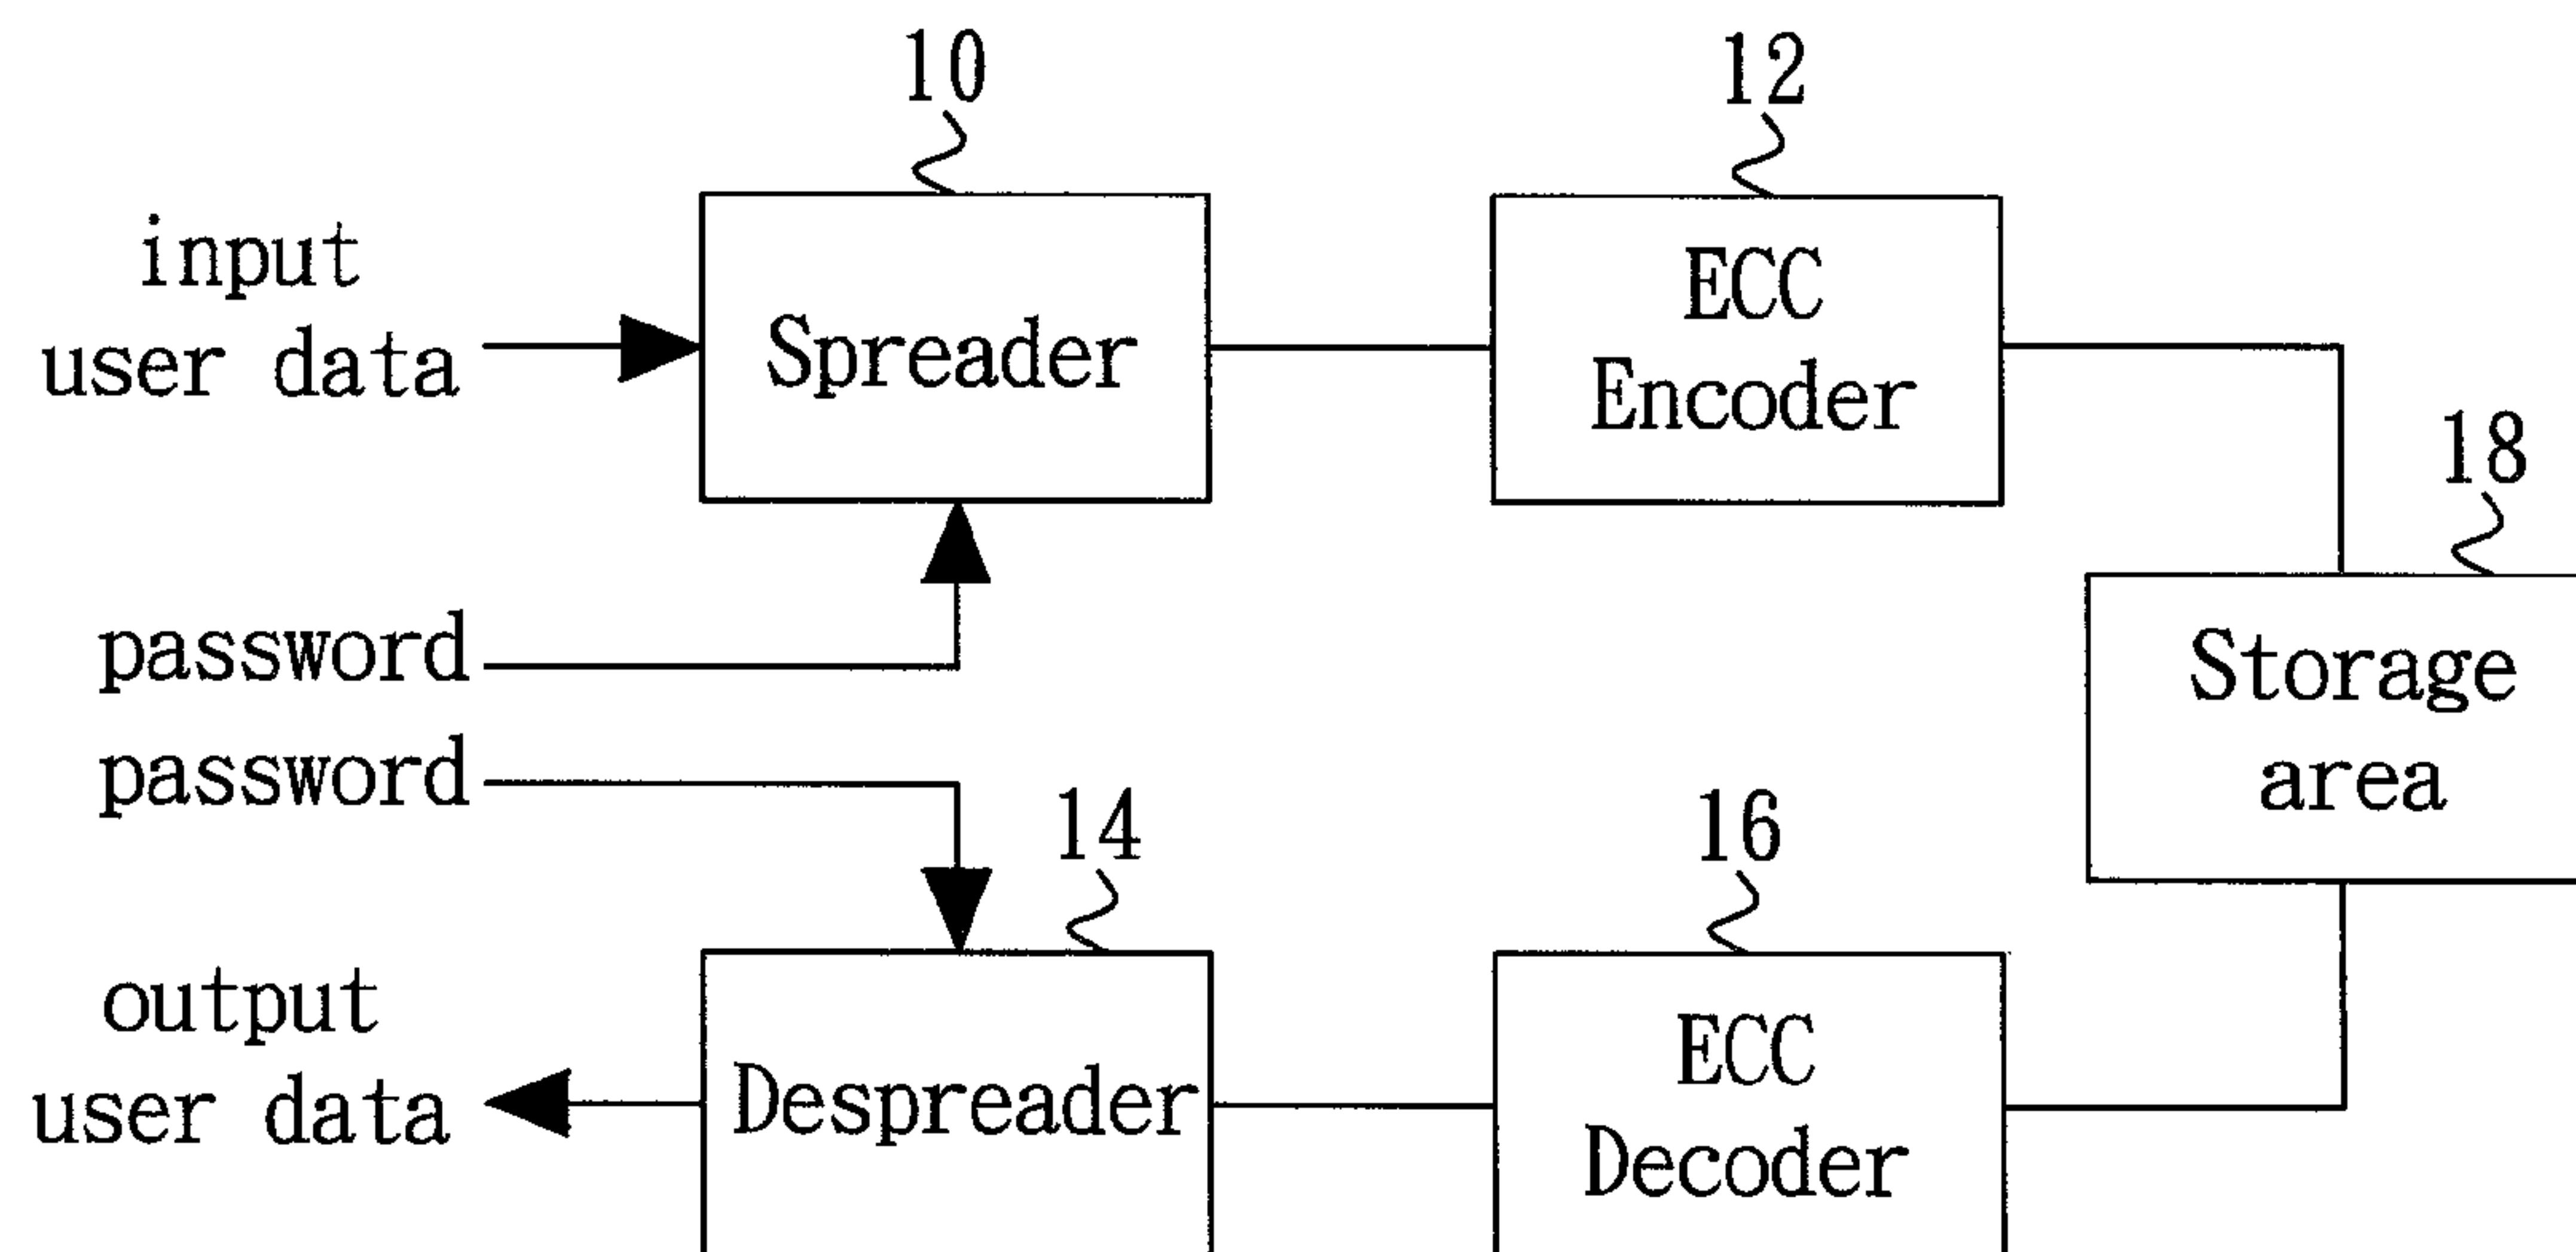 10
12
input
user data
Spreader
ECC
Encoder
18
password
Storage
area
password
14
16
output
user data
Despreader
ECC
Decoder